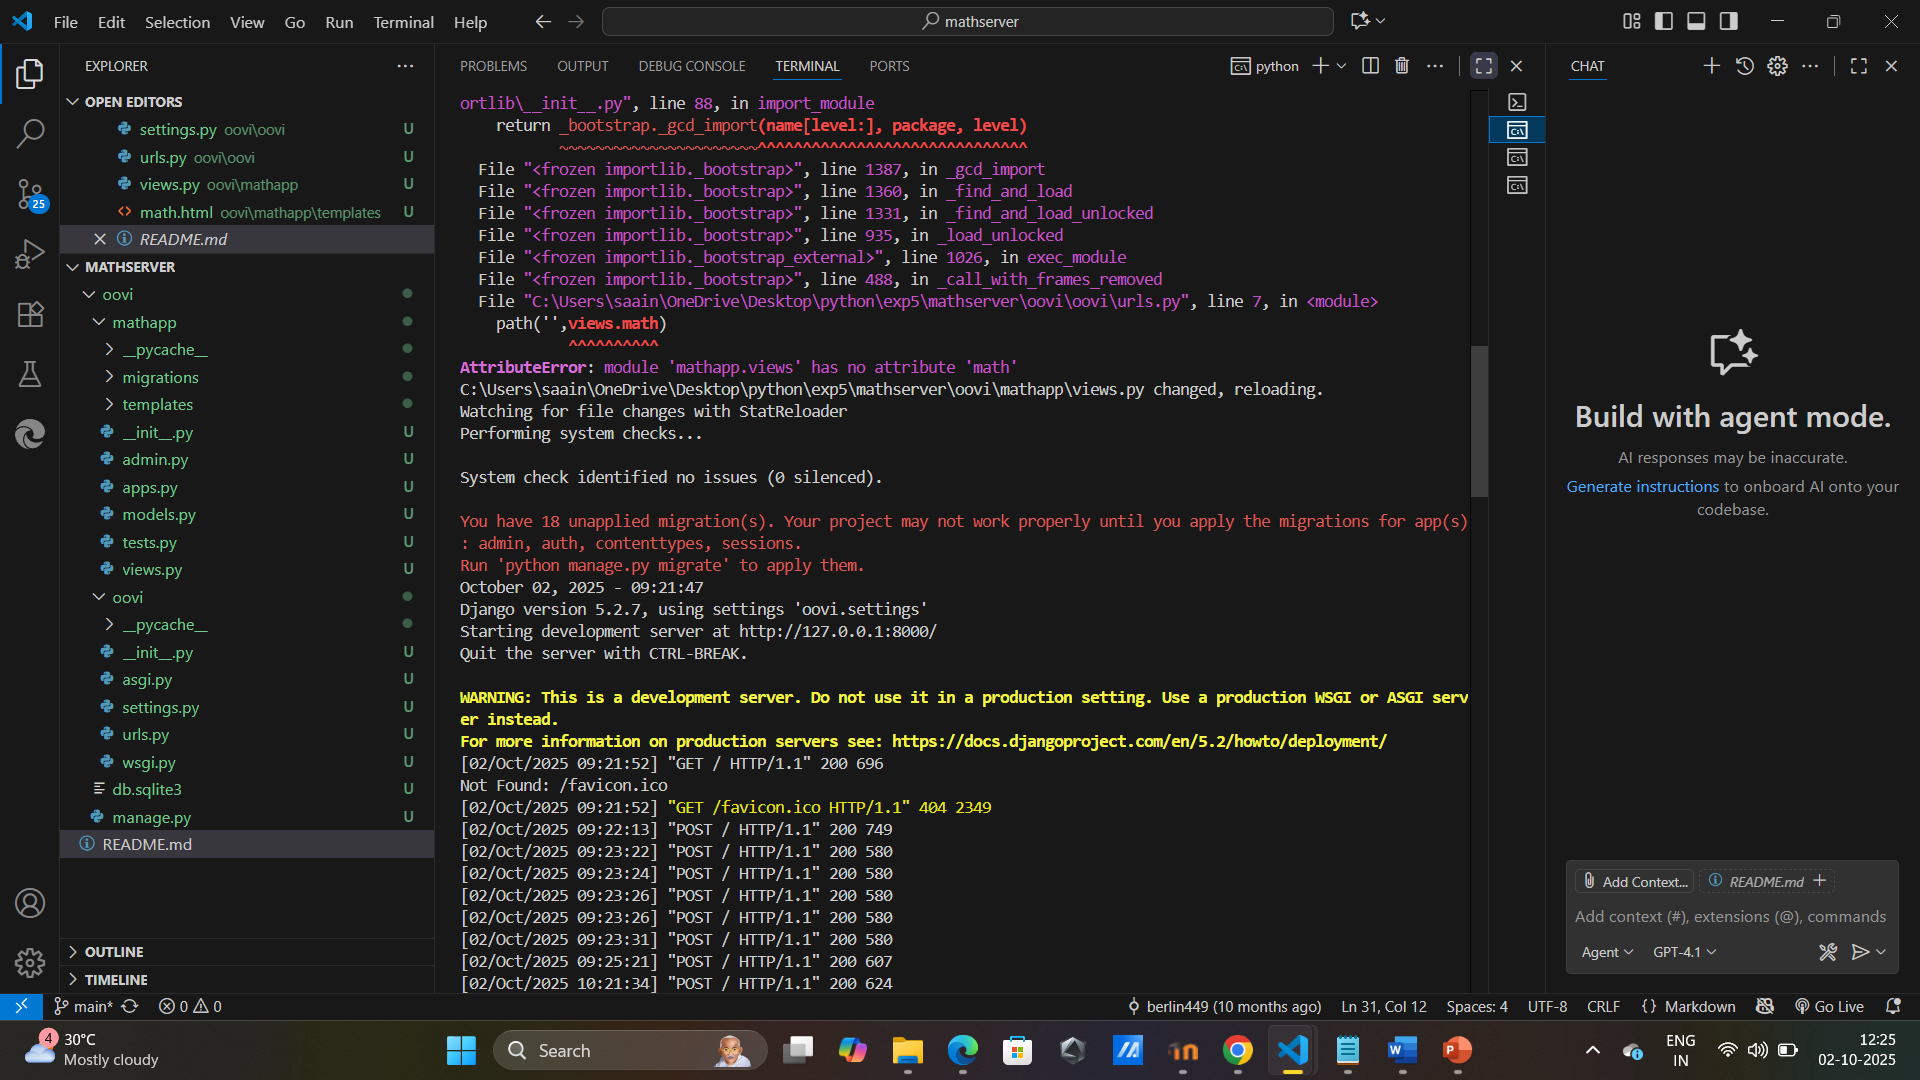 File Edit Selection View Go Run Terminal Help
mathserver
EXPLORER
OPEN EDITORS
settings.py oovi\oovi U
urls.py oovi\oovi U
views.py oovi\mathapp U
math.html oovi\mathapp\templates U
README.md
MATHSERVER
oovi
mathapp
__pycache__
migrations
templates
__init__.py U
admin.py U
apps.py U
models.py U
tests.py U
views.py U
oovi
__pycache__
__init__.py U
asgi.py U
settings.py U
urls.py U
wsgi.py U
db.sqlite3 U
manage.py U
README.md
OUTLINE
TIMELINE
25
PROBLEMS OUTPUT DEBUG CONSOLE TERMINAL PORTS
python
ortlib\__init__.py", line 88, in import_module
return _bootstrap._gcd_import(name[level:], package, level)
~~~~~~~~~~~~~~~~~~~~~~^^^^^^^^^^^^^^^^^^^^^^^^^^^^^^
File "<frozen importlib._bootstrap>", line 1387, in _gcd_import
File "<frozen importlib._bootstrap>", line 1360, in _find_and_load
File "<frozen importlib._bootstrap>", line 1331, in _find_and_load_unlocked
File "<frozen importlib._bootstrap>", line 935, in _load_unlocked
File "<frozen importlib._bootstrap_external>", line 1026, in exec_module
File "<frozen importlib._bootstrap>", line 488, in _call_with_frames_removed
File "C:\Users\saain\OneDrive\Desktop\python\exp5\mathserver\oovi\oovi\urls.py", line 7, in <module>
path('',views.math)
^^^^^^^^^^
AttributeError: module 'mathapp.views' has no attribute 'math'
C:\Users\saain\OneDrive\Desktop\python\exp5\mathserver\oovi\mathapp\views.py changed, reloading.
Watching for file changes with StatReloader
Performing system checks...
System check identified no issues (0 silenced).
You have 18 unapplied migration(s). Your project may not work properly until you apply the migrations for app(s)
: admin, auth, contenttypes, sessions.
Run 'python manage.py migrate' to apply them.
October 02, 2025 - 09:21:47
Django version 5.2.7, using settings 'oovi.settings'
Starting development server at http://127.0.0.1:8000/
Quit the server with CTRL-BREAK.
WARNING: This is a development server. Do not use it in a production setting. Use a production WSGI or ASGI serv
er instead.
For more information on production servers see: https://docs.djangoproject.com/en/5.2/howto/deployment/
[02/Oct/2025 09:21:52] "GET / HTTP/1.1" 200 696
Not Found: /favicon.ico
[02/Oct/2025 09:21:52] "GET /favicon.ico HTTP/1.1" 404 2349
[02/Oct/2025 09:22:13] "POST / HTTP/1.1" 200 749
[02/Oct/2025 09:23:22] "POST / HTTP/1.1" 200 580
[02/Oct/2025 09:23:24] "POST / HTTP/1.1" 200 580
[02/Oct/2025 09:23:26] "POST / HTTP/1.1" 200 580
[02/Oct/2025 09:23:26] "POST / HTTP/1.1" 200 580
[02/Oct/2025 09:23:31] "POST / HTTP/1.1" 200 580
[02/Oct/2025 09:25:21] "POST / HTTP/1.1" 200 607
[02/Oct/2025 10:21:34] "POST / HTTP/1.1" 200 624
CHAT
Build with agent mode.
AI responses may be inaccurate.
Generate instructions to onboard AI onto your
codebase.
Add Context... README.md
Add context (#), extensions (@), commands
Agent GPT-4.1
main* 0 0 berlin449 (10 months ago) Ln 31, Col 12 Spaces: 4 UTF-8 CRLF {} Markdown Go Live
4 30°C
Mostly cloudy
Search
ENG
IN
12:25
02-10-2025